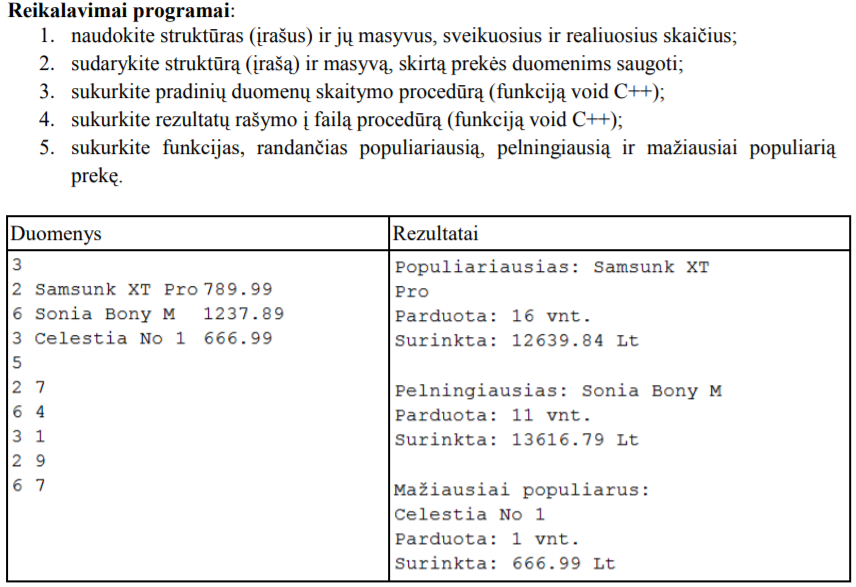 Reikalavimai programai:
1. naudokite struktūras (įrašus) ir jų masyvus, sveikuosius ir realiuosius skaičius;
2. sudarykite struktūrą (įrašą) ir masyvą, skirtą prekės duomenims saugoti;
3. sukurkite pradinių duomenų skaitymo procedūrą (funkciją void C++);
4. sukurkite rezultatų rašymo į failą procedūrą (funkciją void C++);
5. sukurkite funkcijas, randančias populiariausią, pelningiausią ir mažiausiai populiarią
prekę.
Duomenys
3
2 Samsunk XT Pro 789.99
6 Sonia Bony M 1237.89
3 Celestia No 1 666.99
5
2 7
6 4
3 1
2 9
6 7
Rezultatai
Populiariausias: Samsunk XT
Pro
Parduota: 16 vnt.
Surinkta: 12639.84 Lt
Pelningiausias: Sonia Bony M
Parduota: 11 vnt.
Surinkta: 13616.79 Lt
Mažiausiai populiarus:
Celestia No 1
Parduota: 1 vnt.
Surinkta: 666.99 Lt